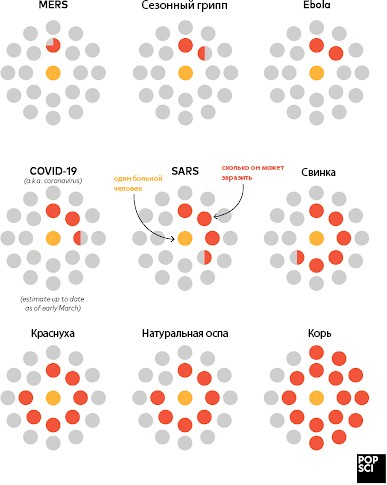 MERS
Сезонный грипп
Ebola
COVID-19
(a.k.a. coronavirus)
SARS
Свинка
один больной
человек
сколько он может
заразить
(estimate up to date
as of early March)
Краснуха
Натуральная оспа
Корь
POP
SCI